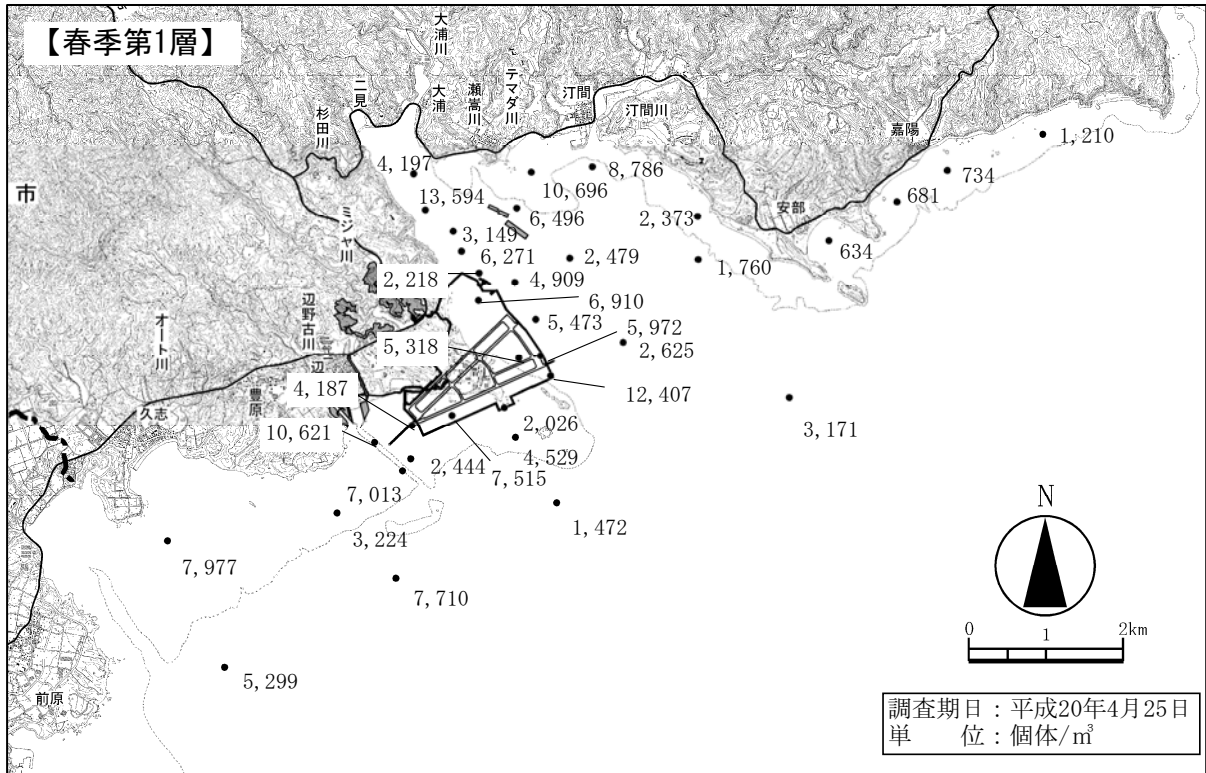 【春季第1層】
大浦川
二見
大浦
瀬嵩川
テマダ川
汀間
汀間川
杉田川
嘉陽
1,210
市
4,197
10,696
8,786
734
13,594
6,496
2,373
681
安部
ミジャ川
3,149
634
6,271
2,479
1,760
2,218
4,909
6,910
辺野古川
5,473
5,972
オート川
5,318
2,625
辺
4,187
12,407
豊原
久志
3,171
10,621
2,026
2,444
4,529
7,515
7,013
1,472
N
3,224
7,977
7,710
0 1 2km
5,299
前原
調査期日:平成20年4月25日
単 位:個体/㎥